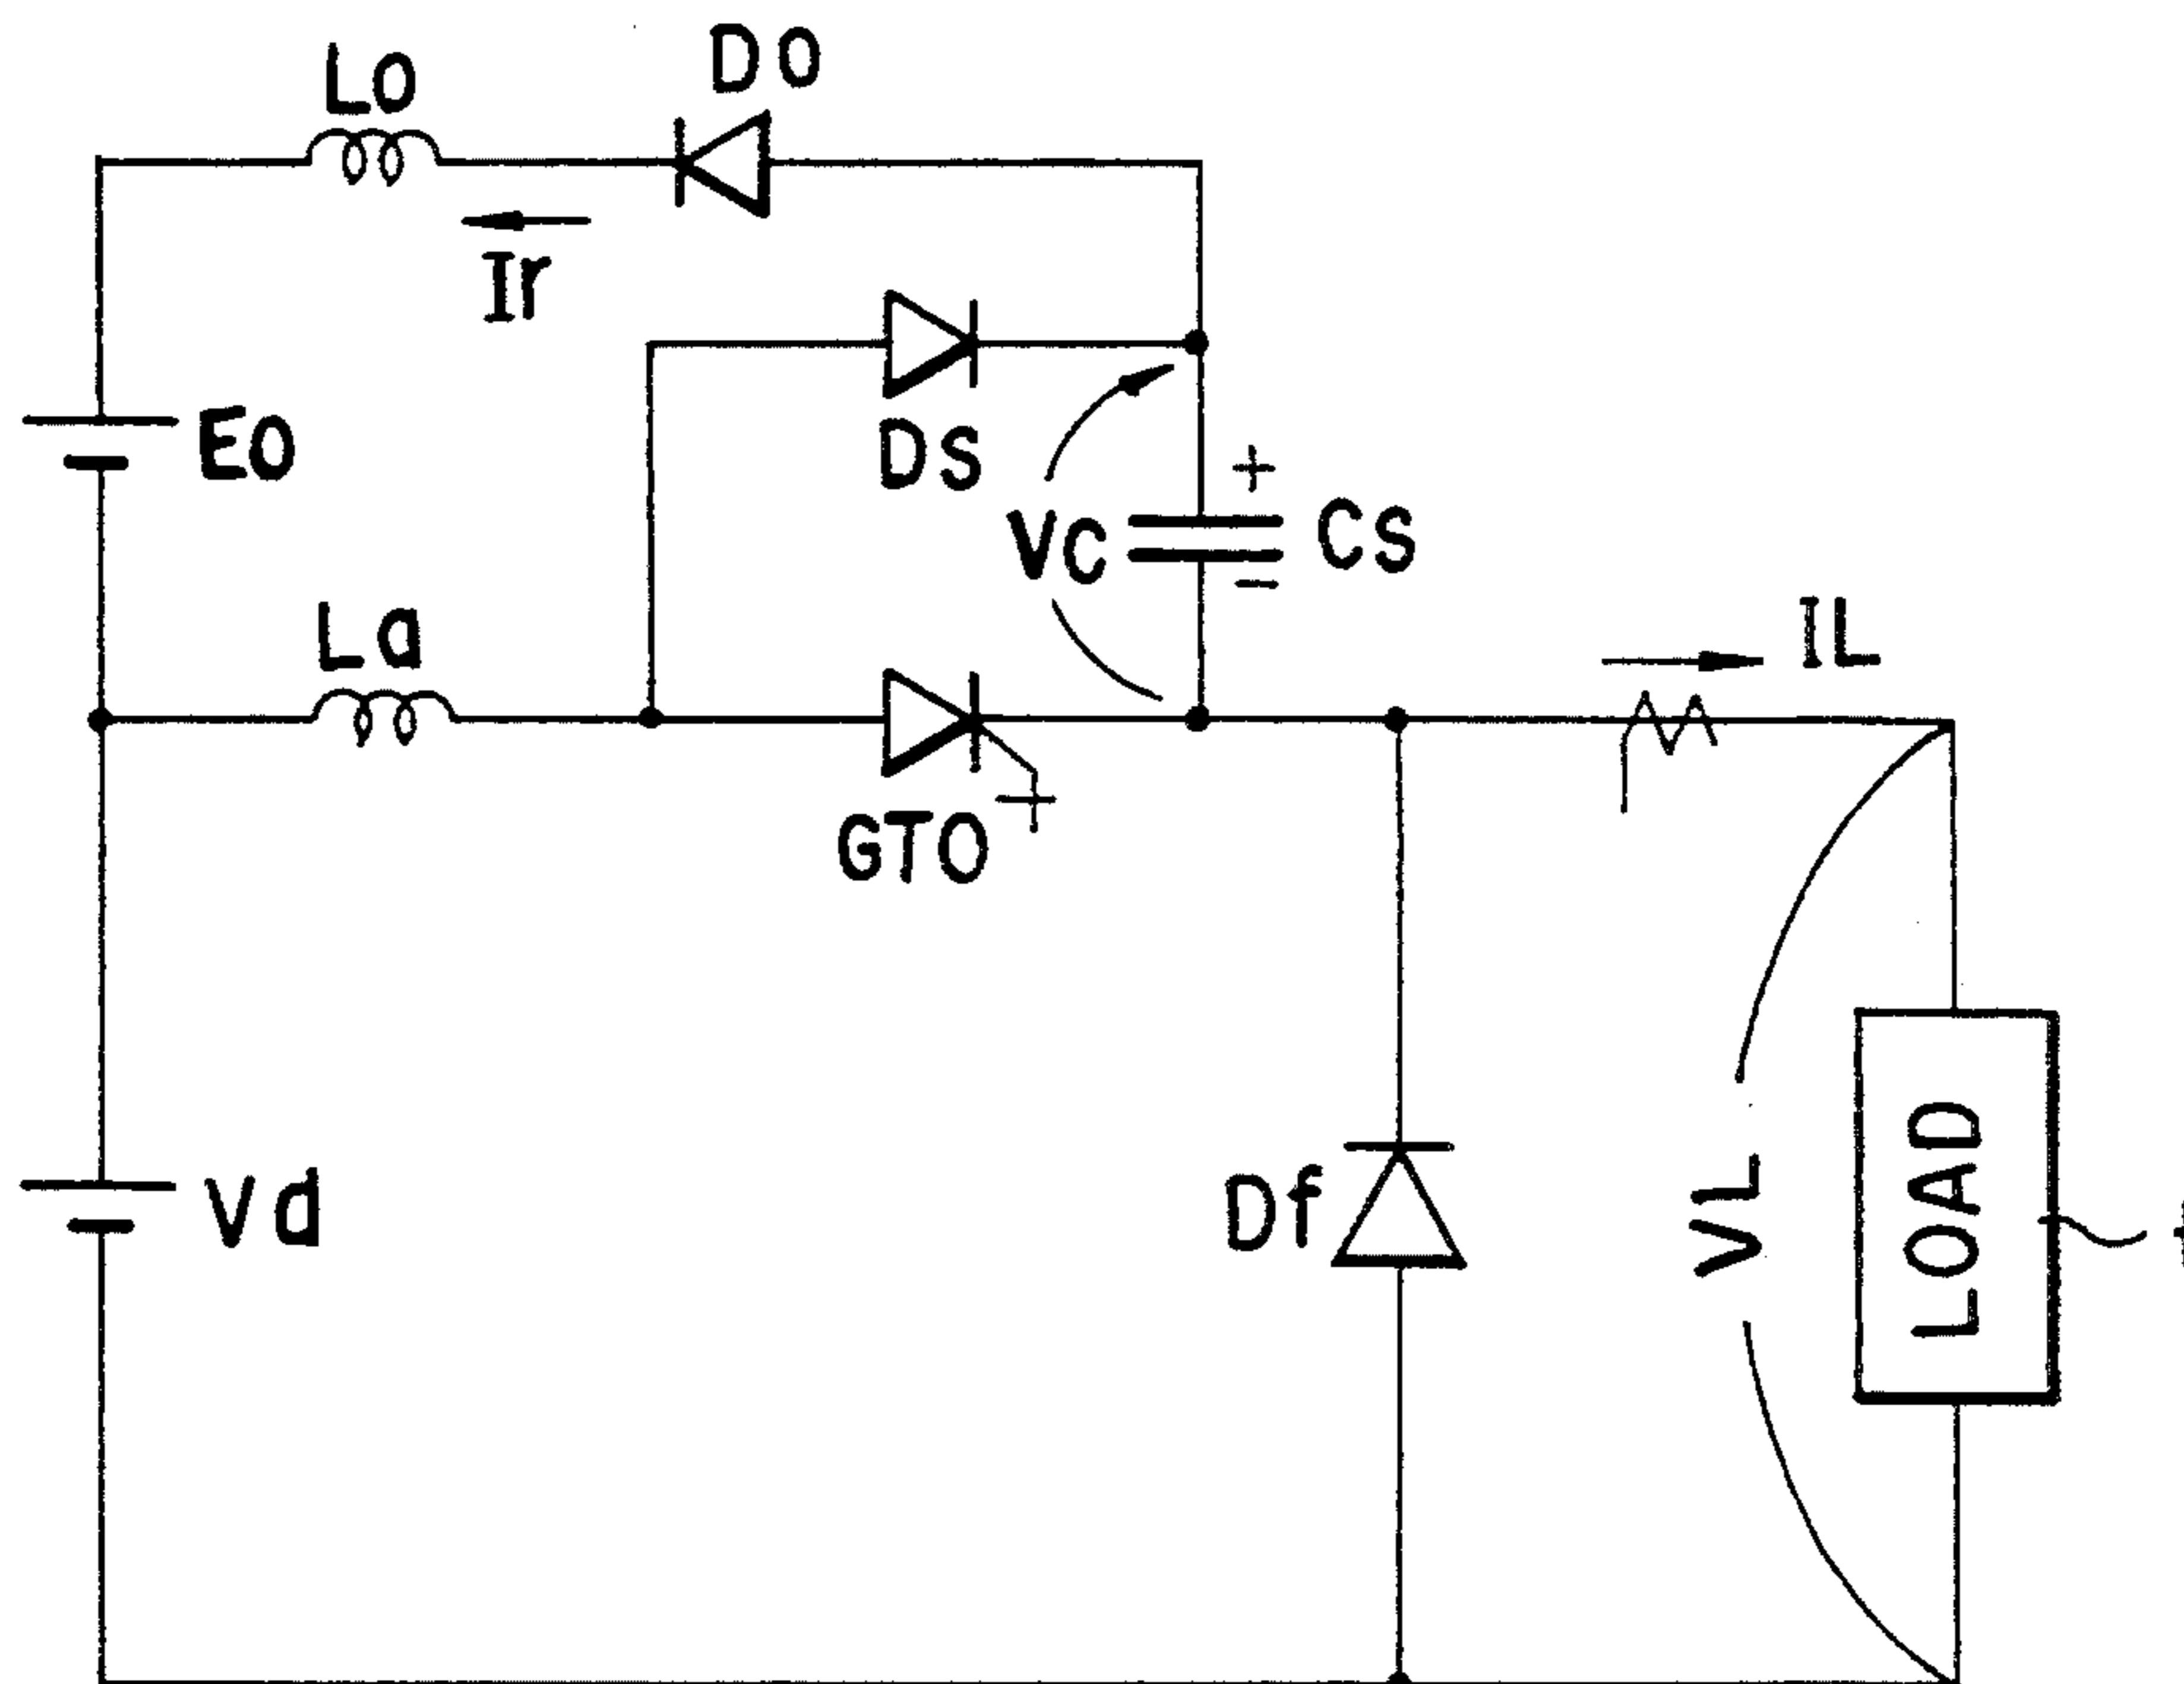 Lo
Do
Ir
Eo
DS
VC
+
CS
−
La
IL
GTO
Vd
Df
VL
LOAD